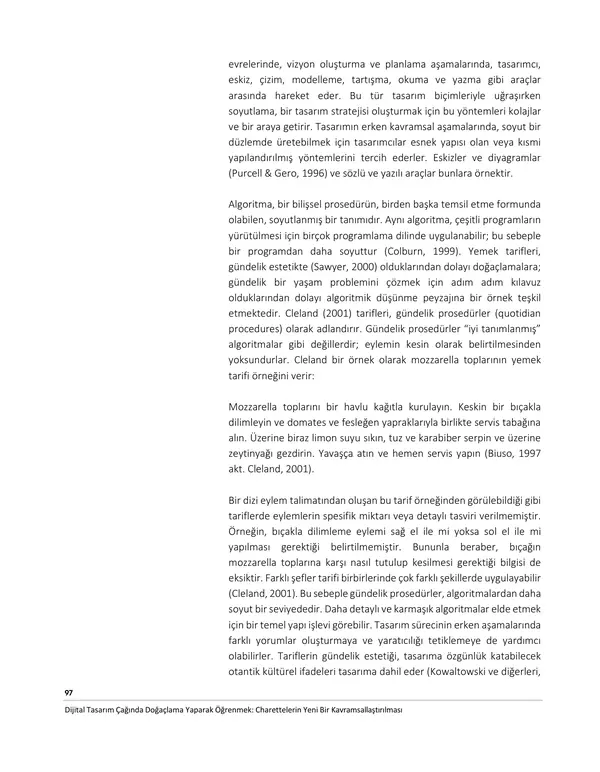 evrelerinde, vizyon oluşturma ve planlama aşamalarında, tasarımcı,
eskiz, çizim, modelleme, tartışma, okuma ve yazma gibi araçlar
arasında hareket eder. Bu tür tasarım biçimleriyle uğraşırken
soyutlama, bir tasarım stratejisi oluşturmak için bu yöntemleri kolajlar
ve bir araya getirir. Tasarımın erken kavramsal aşamalarında, soyut bir
düzlemde üretebilmek için tasarımcılar esnek yapısı olan veya kısmi
yapılandırılmış yöntemlerini tercih ederler. Eskizler ve diyagramlar
(Purcell & Gero, 1996) ve sözlü ve yazılı araçlar bunlara örnektir.
Algoritma, bir bilişsel prosedürün, birden başka temsil etme formunda
olabilen, soyutlanmış bir tanımıdır. Aynı algoritma, çeşitli programların
yürütülmesi için birçok programlama dilinde uygulanabilir; bu sebeple
bir programdan daha soyuttur (Colburn, 1999). Yemek tarifleri,
gündelik estetikte (Sawyer, 2000) olduklarından dolayı doğaçlamalara;
gündelik bir yaşam problemini çözmek için adım adım kılavuz
olduklarından dolayı algoritmik düşünme peyzajına bir örnek teşkil
etmektedir. Cleland (2001) tarifleri, gündelik prosedürler (quotidian
procedures) olarak adlandırır. Gündelik prosedürler “iyi tanımlanmış”
algoritmalar gibi değillerdir; eylemin kesin olarak belirtilmesinden
yoksundurlar. Cleland bir örnek olarak mozzarella toplarının yemek
tarifi örneğini verir:
Mozzarella toplarını bir havlu kağıtla kurulayın. Keskin bir bıçakla
dilimleyin ve domates ve fesleğen yapraklarıyla birlikte servis tabağına
alın. Üzerine biraz limon suyu sıkın, tuz ve karabiber serpin ve üzerine
zeytinyağı gezdirin. Yavaşça atın ve hemen servis yapın (Biuso, 1997
akt. Cleland, 2001).
Bir dizi eylem talimatından oluşan bu tarif örneğinden görülebildiği gibi
tariflerde eylemlerin spesifik miktarı veya detaylı tasviri verilmemiştir.
Örneğin, bıçakla dilimleme eylemi sağ el ile mi yoksa sol el ile mi
yapılması gerektiği belirtilmemiştir. Bununla beraber, bıçağın
mozzarella toplarına karşı nasıl tutulup kesilmesi gerektiği bilgisi de
eksiktir. Farklı şefler tarifi birbirlerinde çok farklı şekillerde uygulayabilir
(Cleland, 2001). Bu sebeple gündelik prosedürler, algoritmalardan daha
soyut bir seviyededir. Daha detaylı ve karmaşık algoritmalar elde etmek
için bir temel yapı işlevi görebilir. Tasarım sürecinin erken aşamalarında
farklı yorumlar oluşturmaya ve yaratıcılığı tetiklemeye de yardımcı
olabilirler. Tariflerin gündelik estetiği, tasarıma özgünlük katabilecek
otantik kültürel ifadeleri tasarıma dahil eder (Kowaltowski ve diğerleri,
97
Dijital Tasarım Çağında Doğaçlama Yaparak Öğrenmek: Charettelerin Yeni Bir Kavramsallaştırılması